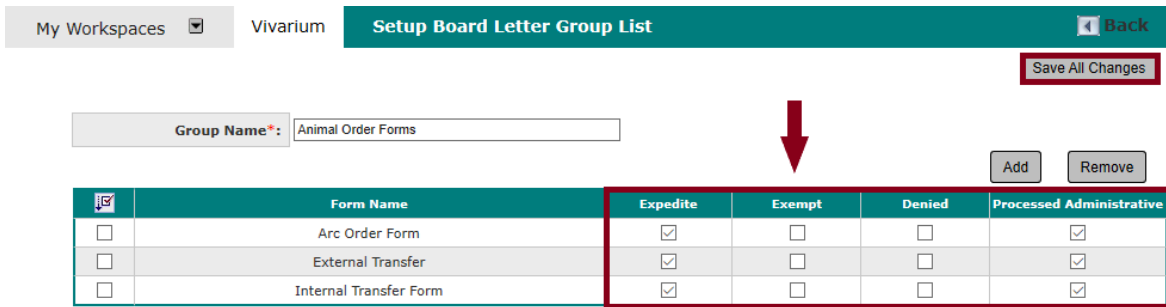 My Workspaces Vivarium Setup Board Letter Group List Back
Save All Changes
Group Name*: Animal Order Forms
Add Remove
Form Name Expedite Exempt Denied Processed Administrative
Arc Order Form
External Transfer
Internal Transfer Form